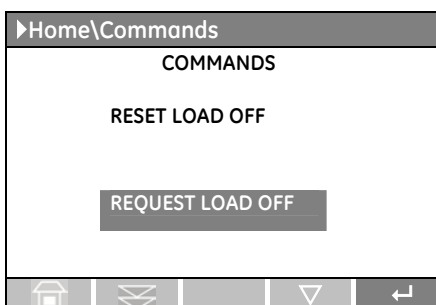 Home\Commands
COMMANDS
RESET LOAD OFF
REQUEST LOAD OFF